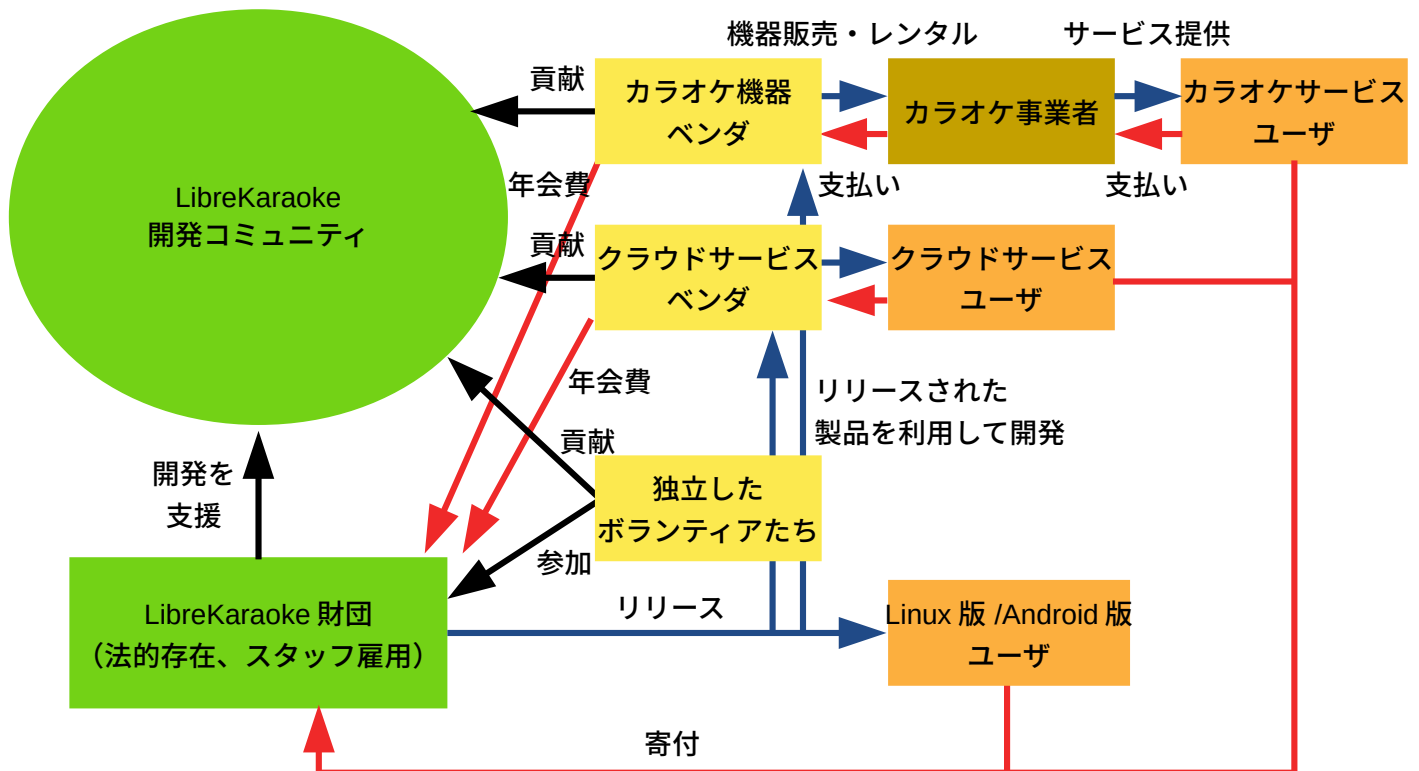 機器販売・レンタル
サービス提供
貢献
カラオケ機器
ベンダ
カラオケ事業者
カラオケサービス
ユーザ
年会費
支払い
支払い
LibreKaraoke
開発コミュニティ
貢献
クラウドサービス
ベンダ
クラウドサービス
ユーザ
年会費
リリースされた
製品を利用して開発
貢献
開発を
支援
独立した
ボランティアたち
参加
リリース
LibreKaraoke 財団
（法的存在、スタッフ雇用）
Linux 版 /Android 版
ユーザ
寄付